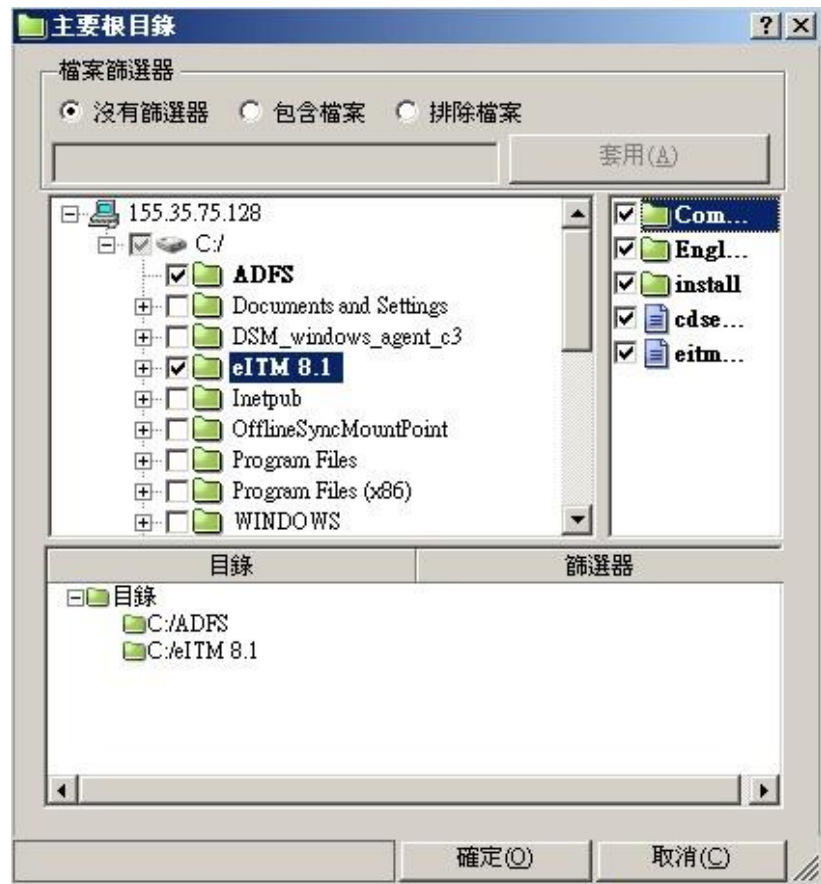 主要根目錄
檔案篩選器
沒有篩選器 包含檔案 排除檔案
套用(A)
155.35.75.128
C:/
ADFS
Documents and Settings
DSM_windows_agent_c3
eITM 8.1
Inetpub
OfflineSyncMountPoint
Program Files
Program Files (x86)
WINDOWS
Com...
Engl...
install
cdse...
eitm...
目錄 篩選器
目錄
C:/ADFS
C:/eITM 8.1
確定(O) 取消(C)